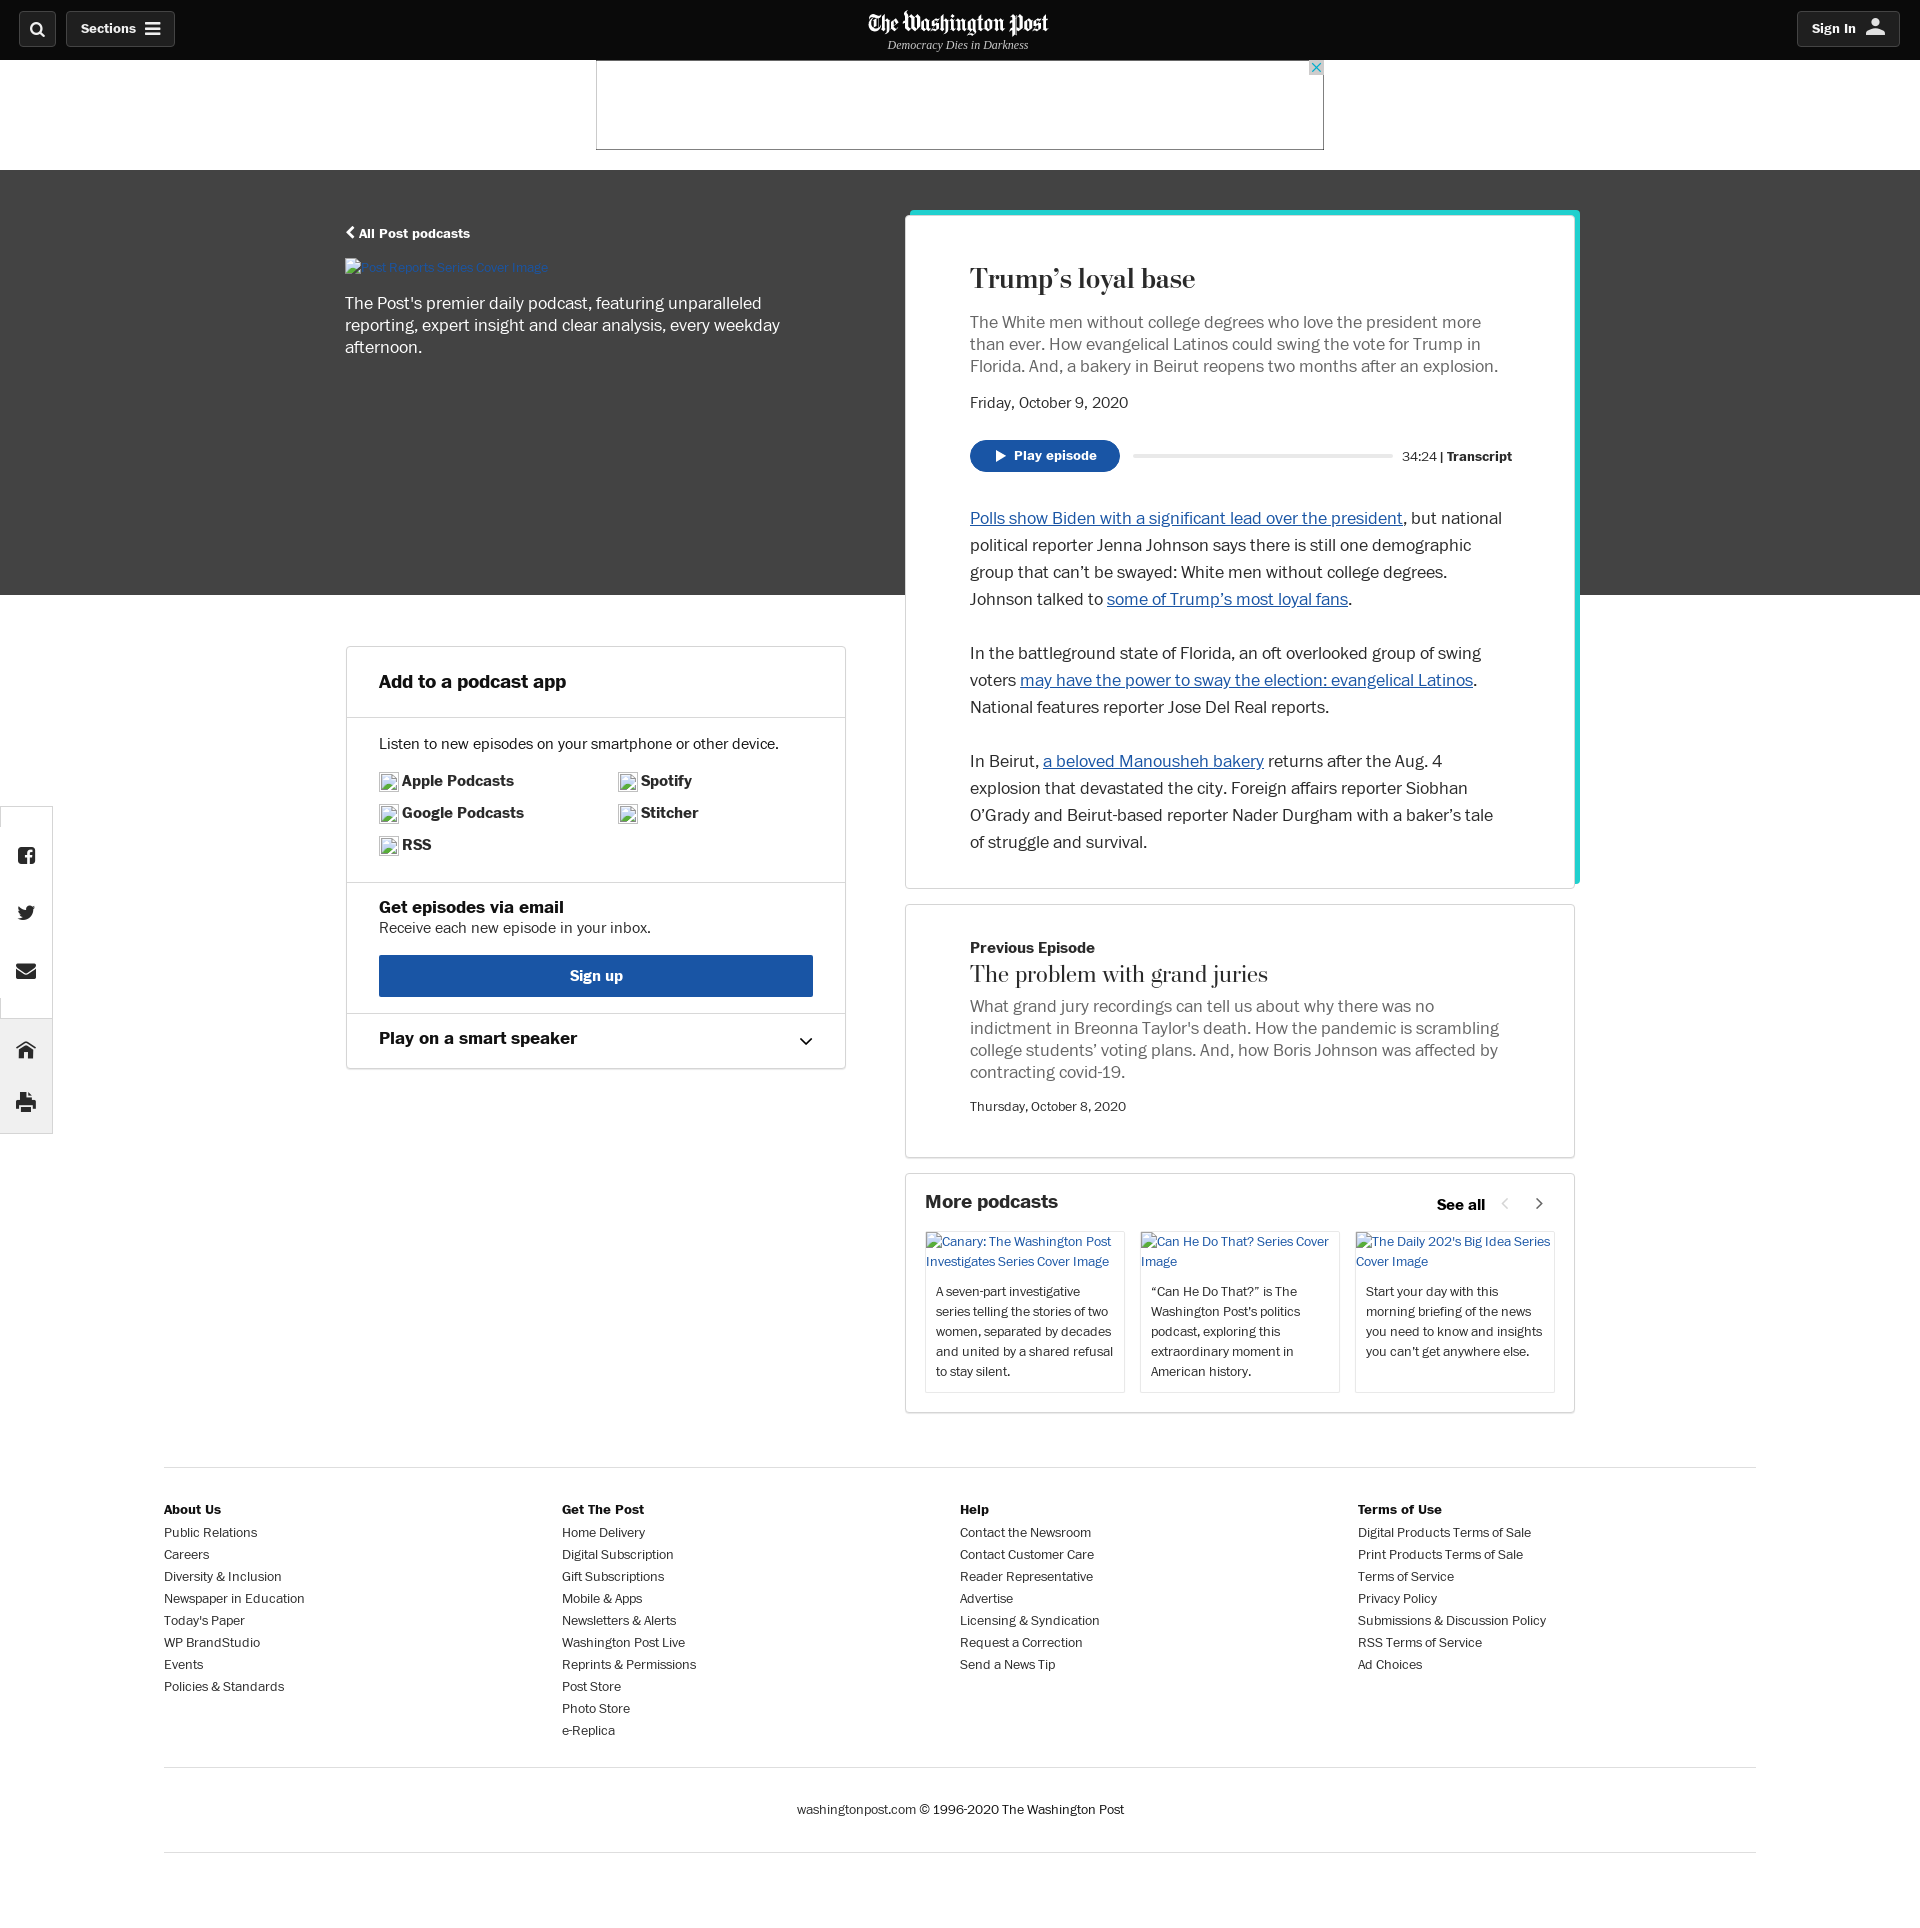 Sections
The Washington Post
Democracy Dies in Darkness
Sign In
All Post podcasts
Post Reports Series Cover Image
The Post's premier daily podcast, featuring unparalleled
reporting, expert insight and clear analysis, every weekday
afternoon.
Trump’s loyal base
The White men without college degrees who love the president more
than ever. How evangelical Latinos could swing the vote for Trump in
Florida. And, a bakery in Beirut reopens two months after an explosion.
Friday, October 9, 2020
Play episode
34:24 | Transcript
Polls show Biden with a significant lead over the president, but national
political reporter Jenna Johnson says there is still one demographic
group that can’t be swayed: White men without college degrees.
Johnson talked to some of Trump’s most loyal fans.
In the battleground state of Florida, an oft overlooked group of swing
voters may have the power to sway the election: evangelical Latinos.
National features reporter Jose Del Real reports.
In Beirut, a beloved Manousheh bakery returns after the Aug. 4
explosion that devastated the city. Foreign affairs reporter Siobhan
O’Grady and Beirut-based reporter Nader Durgham with a baker’s tale
of struggle and survival.
Add to a podcast app
Listen to new episodes on your smartphone or other device.
Apple Podcasts
Spotify
Google Podcasts
Stitcher
RSS
Get episodes via email
Receive each new episode in your inbox.
Sign up
Play on a smart speaker
Previous Episode
The problem with grand juries
What grand jury recordings can tell us about why there was no
indictment in Breonna Taylor's death. How the pandemic is scrambling
college students’ voting plans. And, how Boris Johnson was affected by
contracting covid-19.
Thursday, October 8, 2020
More podcasts
See all
Canary: The Washington Post
Investigates Series Cover Image
A seven-part investigative
series telling the stories of two
women, separated by decades
and united by a shared refusal
to stay silent.
Can He Do That? Series Cover
Image
“Can He Do That?” is The
Washington Post’s politics
podcast, exploring this
extraordinary moment in
American history.
The Daily 202's Big Idea Series
Cover Image
Start your day with this
morning briefing of the news
you need to know and insights
you can’t get anywhere else.
About Us
Public Relations
Careers
Diversity & Inclusion
Newspaper in Education
Today's Paper
WP BrandStudio
Events
Policies & Standards
Get The Post
Home Delivery
Digital Subscription
Gift Subscriptions
Mobile & Apps
Newsletters & Alerts
Washington Post Live
Reprints & Permissions
Post Store
Photo Store
e-Replica
Help
Contact the Newsroom
Contact Customer Care
Reader Representative
Advertise
Licensing & Syndication
Request a Correction
Send a News Tip
Terms of Use
Digital Products Terms of Sale
Print Products Terms of Sale
Terms of Service
Privacy Policy
Submissions & Discussion Policy
RSS Terms of Service
Ad Choices
washingtonpost.com © 1996-2020 The Washington Post